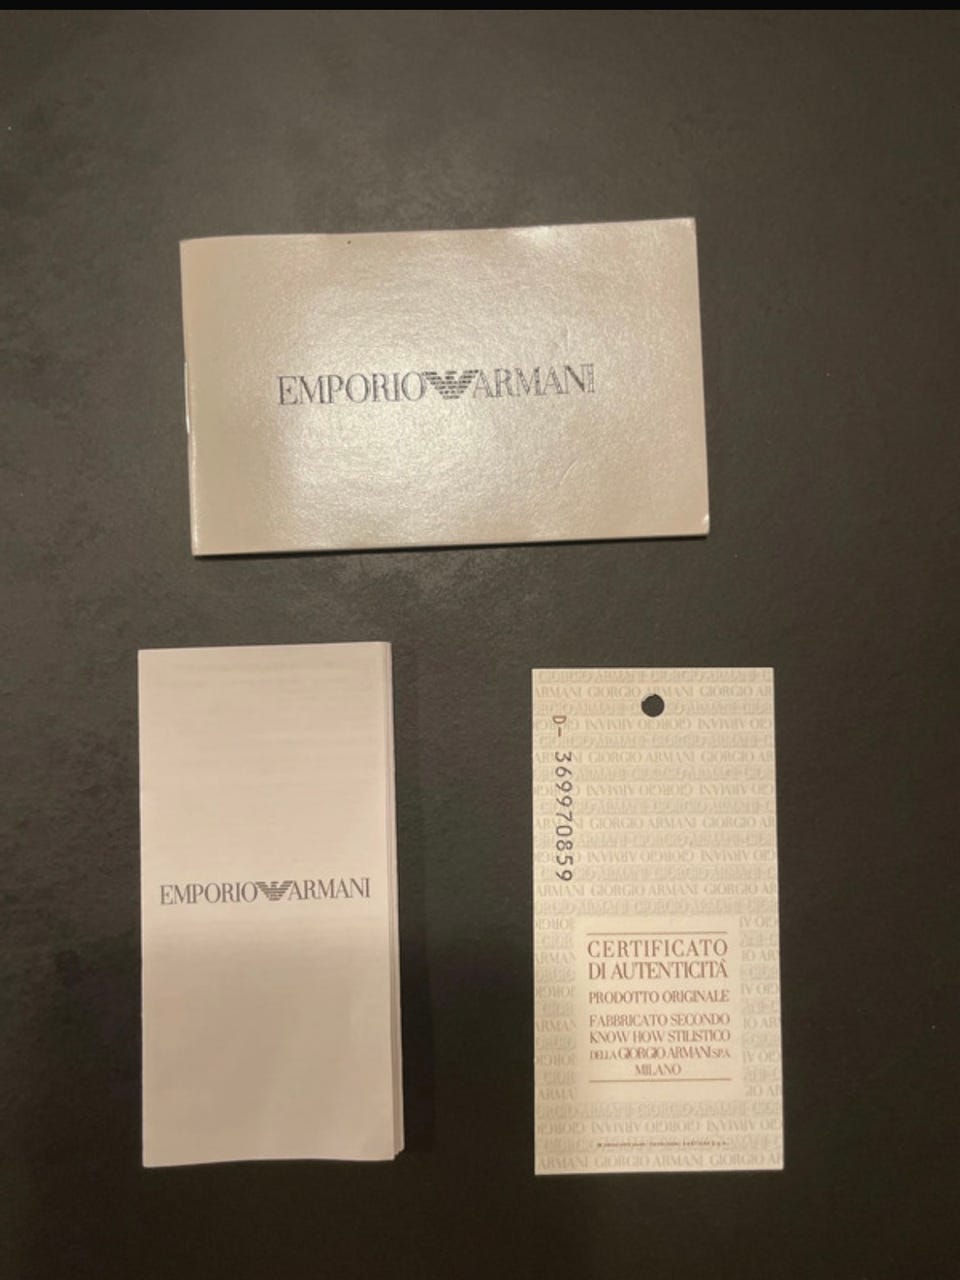 EMPORIO ARMANI
EMPORIO ARMANI
D- 369970859
CERTIFICATO
DI AUTENTICITÀ
PRODOTTO ORIGINALE
FABBRICATO SECONDO
KNOW HOW STILISTICO
DELLA GIORGIO ARMANI S.P.A.
MILANO